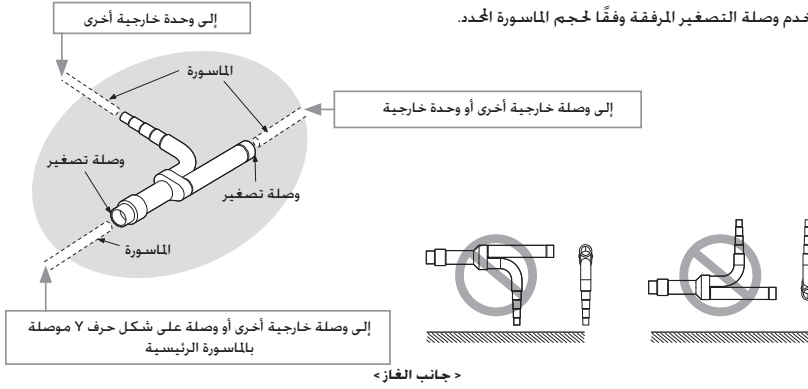 وصلة التصغير المرفقة وفقًا لحجم الماسورة المحدد.
إلى وحدة خارجية أخرى
الماسورة
إلى وصلة خارجية أخرى أو وحدة خارجية
وصلة تصغير
وصلة تصغير
الماسورة
إلى وصلة خارجية أخرى أو وصلة على شكل حرف Y موصلة
بالماسورة الرئيسية
< جانب الغاز >